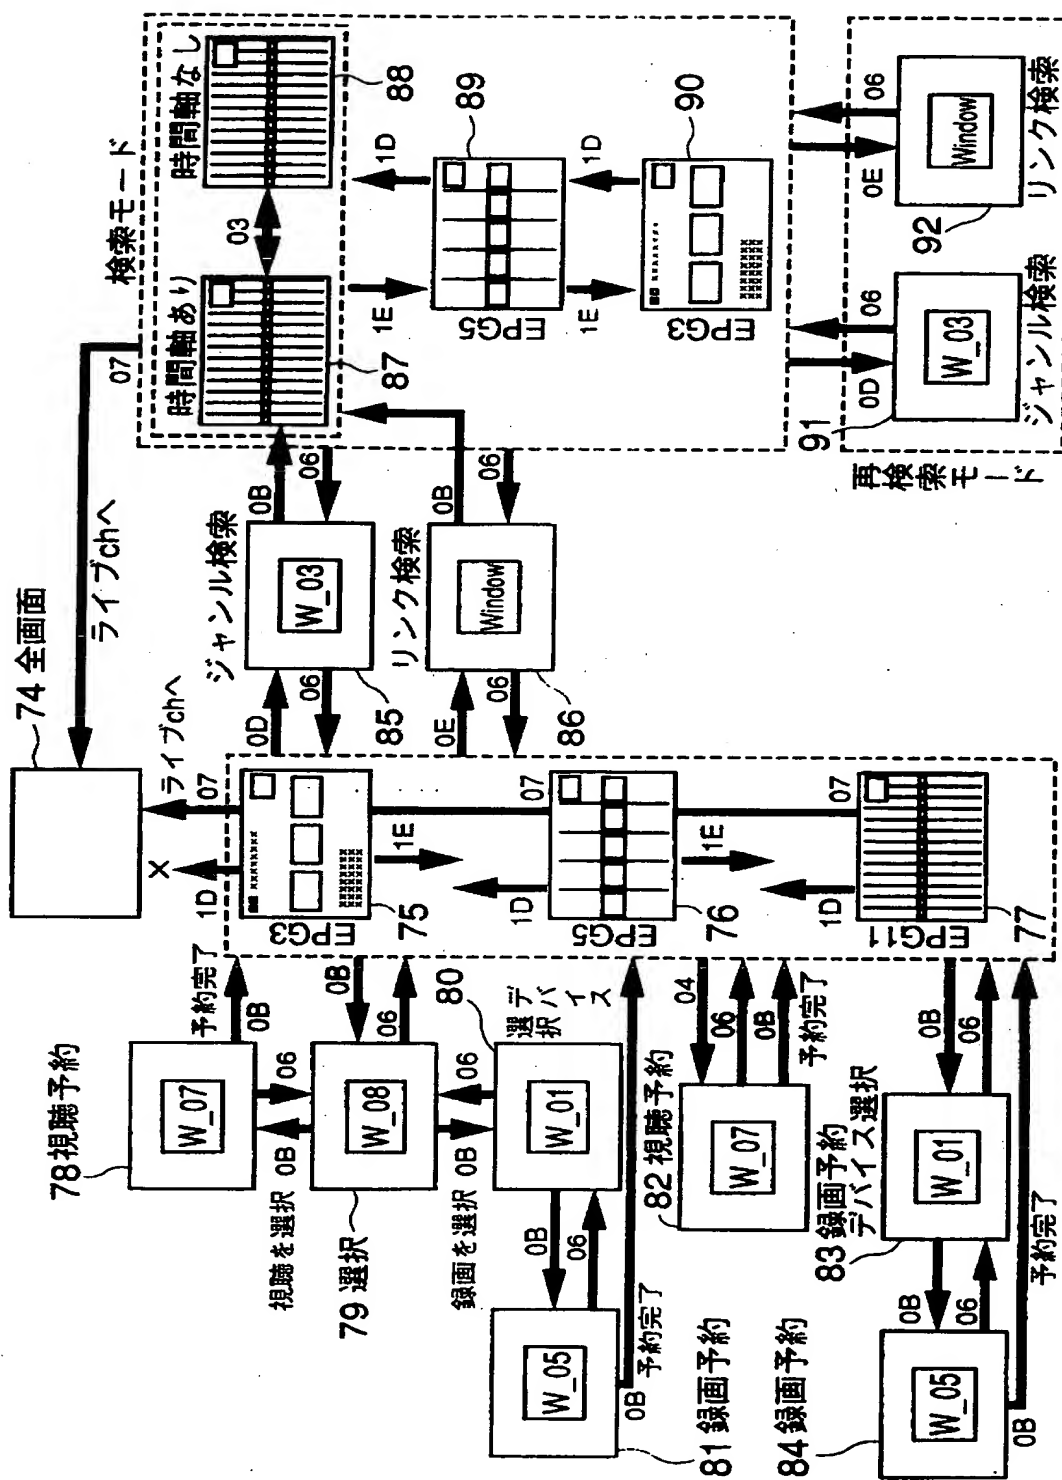 74 全画面
ライブchへ
07
ライブchへ
07
1D
×
検索モード
時間軸あり
時間軸なし
03
87
88
1E
1D
EPG5
89
1E
1D
EPG3
90
ジャンル検索
W_03
85
0D
06
0B
06
リンク検索
Window
86
0E
06
0B
06
再検索モード
0D
06
W_03
91
ジャンル検索
0E
06
Window
92
リンク検索
EPG3
75
07
1E
1D
EPG5
76
07
1E
1D
EPG11
77
07
78 視聴予約
W_07
予約完了
0B
視聴を選択
0B
06
W_08
79 選択
0B
06
録画を選択
0B
06
W_01
80
デバイス
選択
0B
06
W_05
81 録画予約
0B
予約完了
82 視聴予約
W_07
04
06
0B
予約完了
83 録画予約
デバイス選択
W_01
0B
06
0B
06
84 録画予約
W_05
0B
予約完了